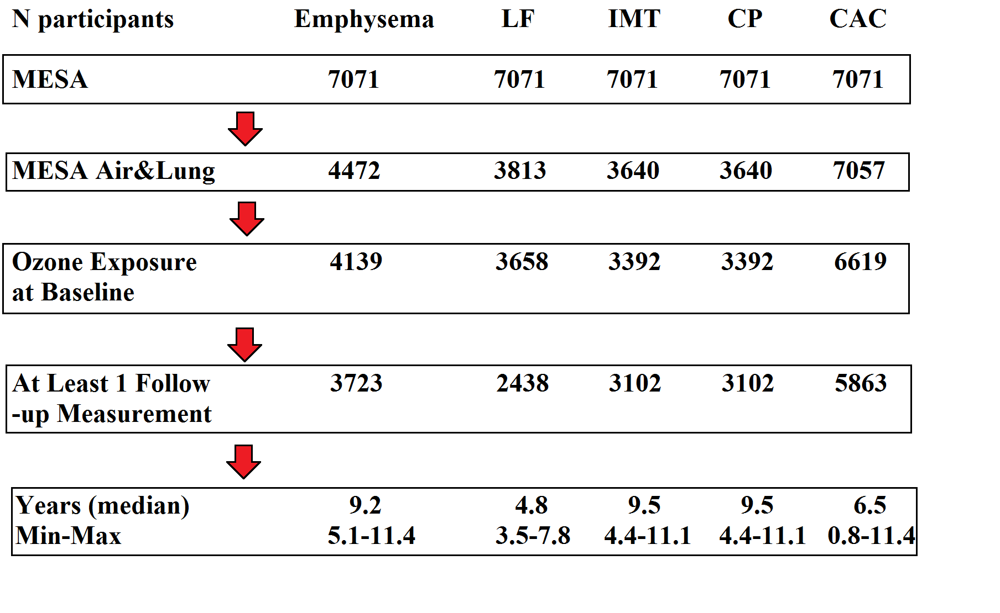 N participants Emphysema LF IMT CP CAC
MESA 7071 7071 7071 7071 7071
MESA Air&Lung 4472 3813 3640 3640 7057
Ozone Exposure 4139 3658 3392 3392 6619
at Baseline
At Least 1 Follow 3723 2438 3102 3102 5863
-up Measurement
Years (median) 9.2 4.8 9.5 9.5 6.5
Min-Max 5.1-11.4 3.5-7.8 4.4-11.1 4.4-11.1 0.8-11.4